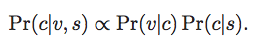 Pr(c|v, s) ∝ Pr(v|c) Pr(c|s).